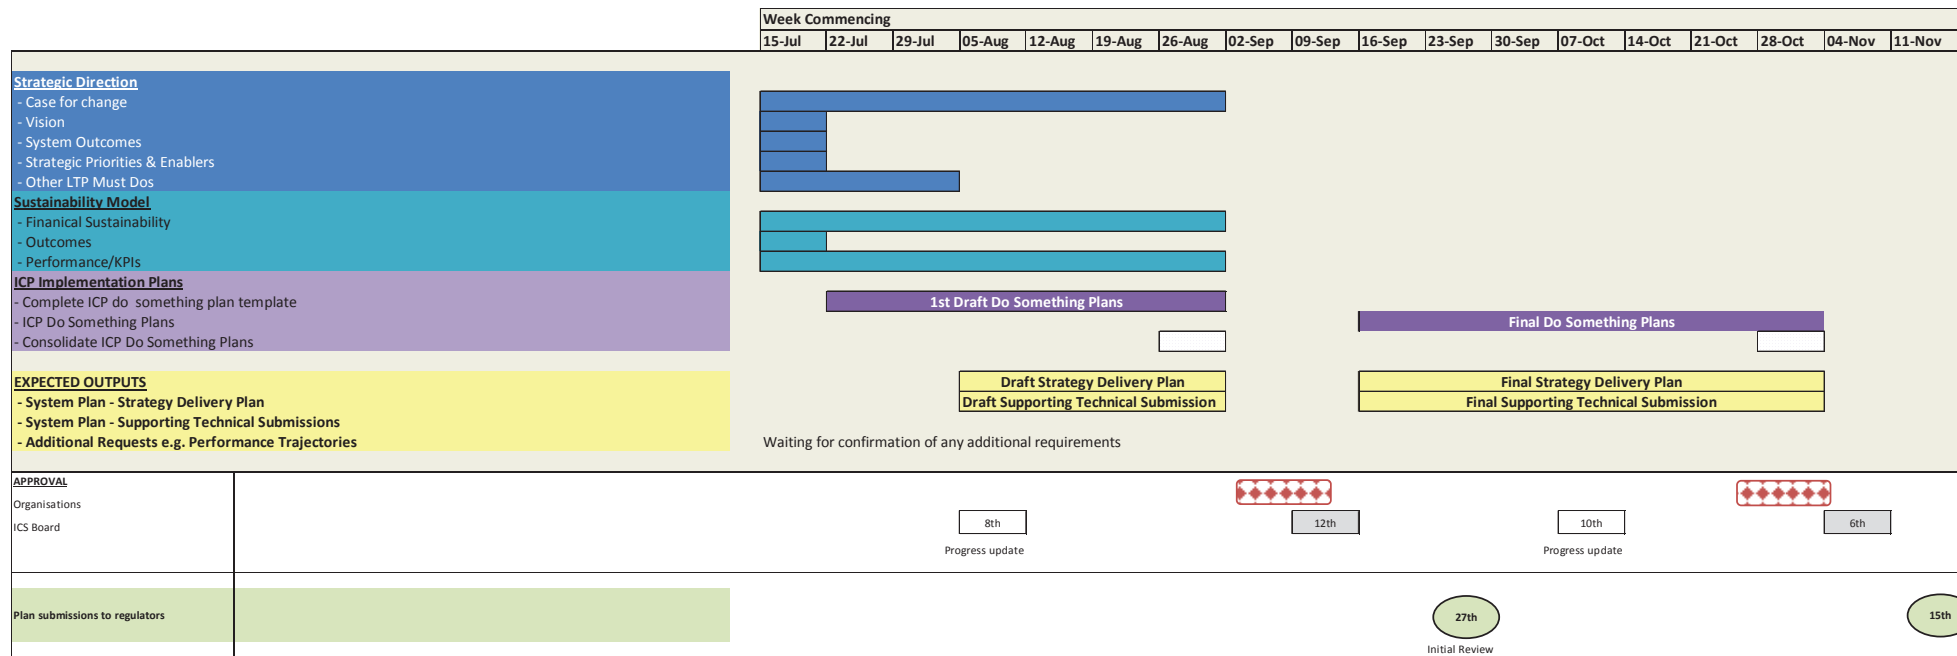 Week Commencing
15-Jul 22-Jul 29-Jul 05-Aug 12-Aug 19-Aug 26-Aug 02-Sep 09-Sep 16-Sep 23-Sep 30-Sep 07-Oct 14-Oct 21-Oct 28-Oct 04-Nov 11-Nov
Strategic Direction
- Case for change
- Vision
- System Outcomes
- Strategic Priorities & Enablers
- Other LTP Must Dos
Sustainability Model
- Finanical Sustainability
- Outcomes
- Performance/KPIs
ICP Implementation Plans
- Complete ICP do something plan template 1st Draft Do Something Plans
- ICP Do Something Plans Final Do Something Plans
- Consolidate ICP Do Something Plans
EXPECTED OUTPUTS Draft Strategy Delivery Plan Final Strategy Delivery Plan
- System Plan - Strategy Delivery Plan Draft Supporting Technical Submission Final Supporting Technical Submission
- System Plan - Supporting Technical Submissions
- Additional Requests e.g. Performance Trajectories Waiting for confirmation of any additional requirements
APPROVAL
Organisations
ICS Board 8th 12th 10th 6th
Progress update Progress update
Plan submissions to regulators 27th 15th
Initial Review